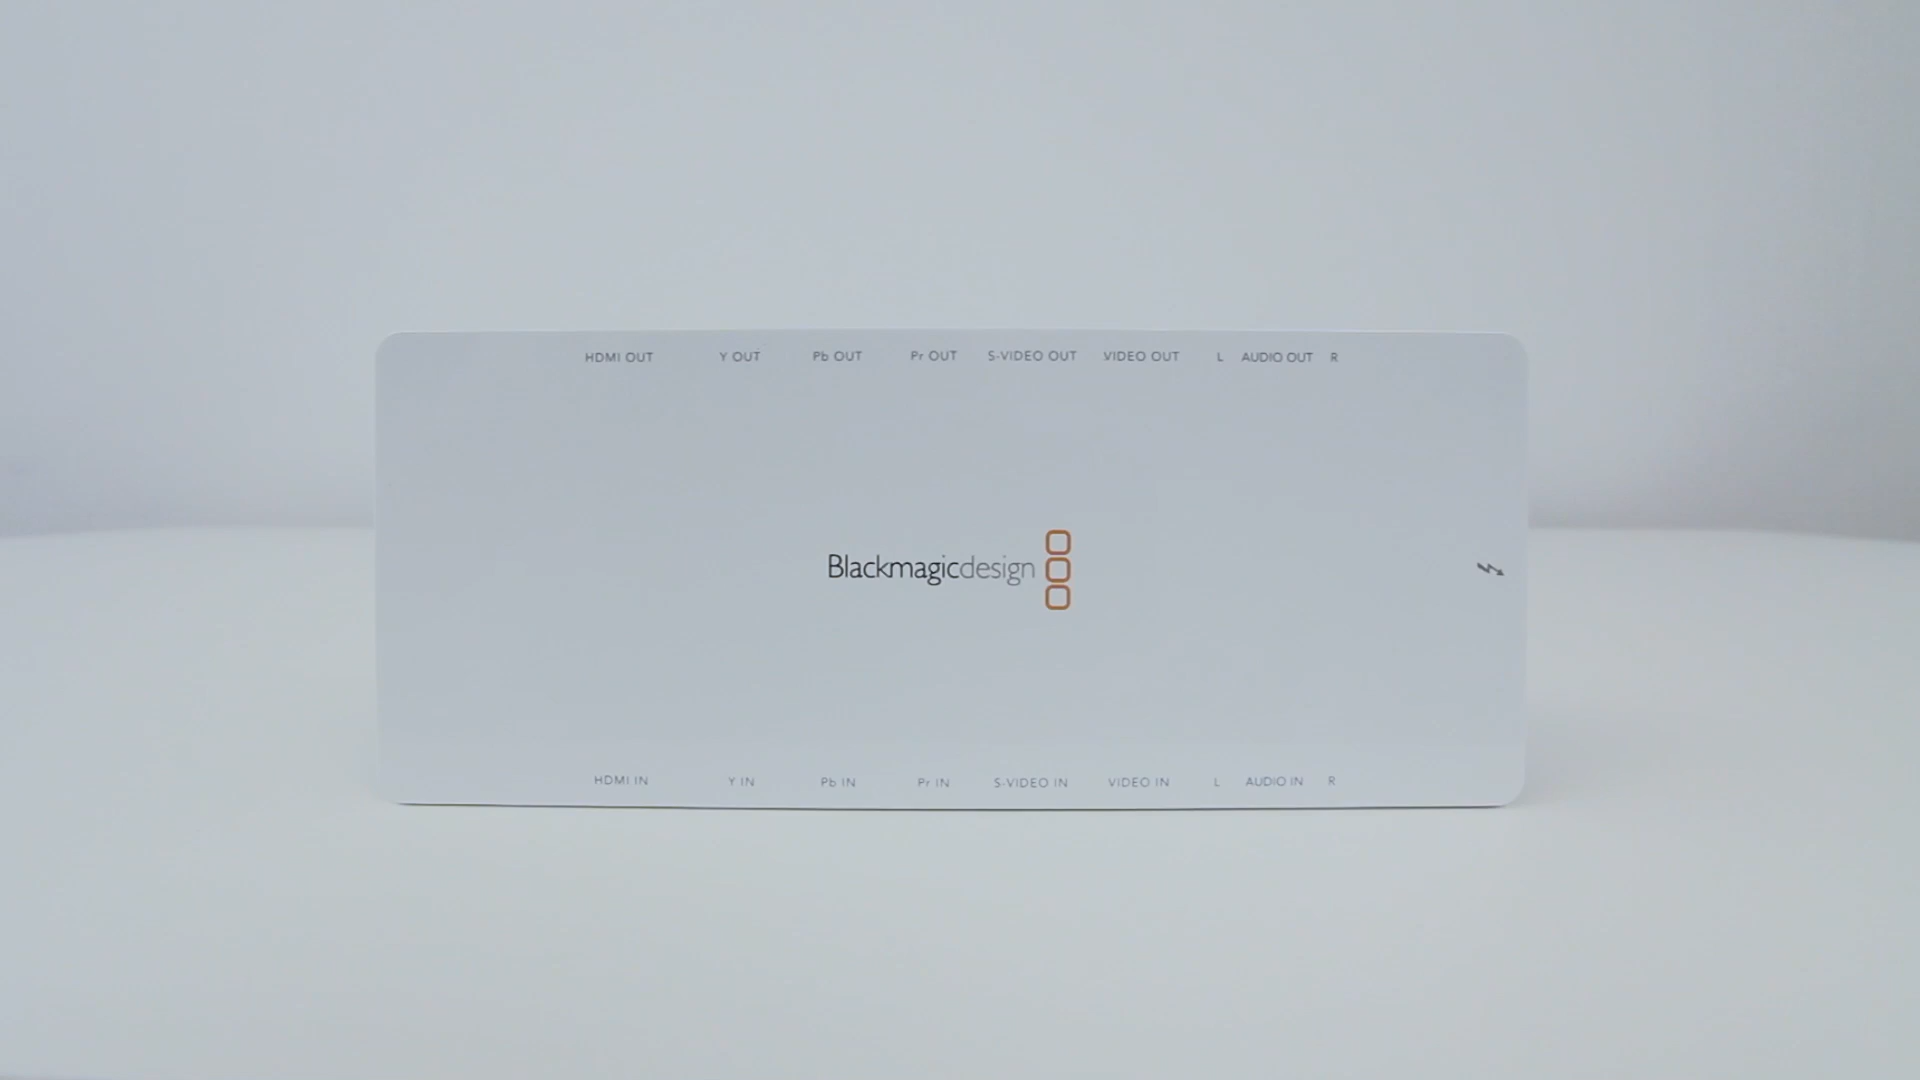 HDMI OUT Y OUT Pb OUT Pr OUT S-VIDEO OUT VIDEO OUT L AUDIO OUT R
Blackmagicdesign
HDMI IN Y IN Pb IN Pr IN S-VIDEO IN VIDEO IN L AUDIO IN R